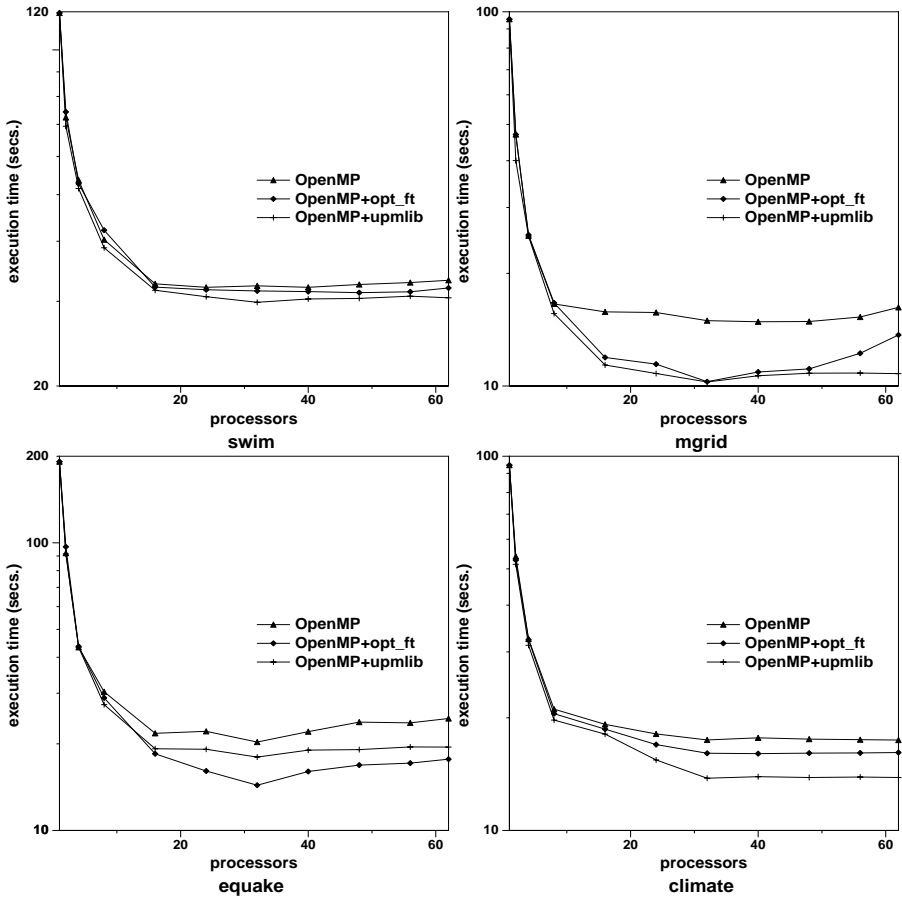 120
execution time (secs.)
OpenMP
OpenMP+opt_ft
OpenMP+upmlib
20
20
40
60
processors
swim
100
execution time (secs.)
OpenMP
OpenMP+opt_ft
OpenMP+upmlib
10
20
40
60
processors
mgrid
200
100
execution time (secs.)
OpenMP
OpenMP+opt_ft
OpenMP+upmlib
10
20
40
60
processors
equake
100
execution time (secs.)
OpenMP
OpenMP+opt_ft
OpenMP+upmlib
10
20
40
60
processors
climate